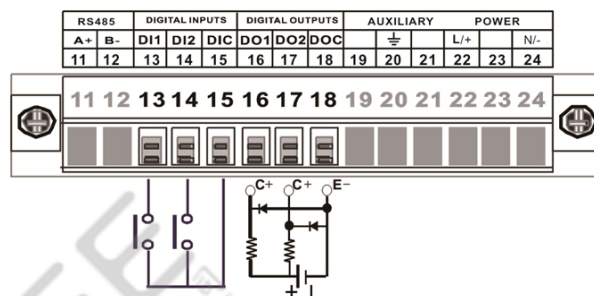 RS485 DIGITAL INPUTS DIGITAL OUTPUTS AUXILIARY POWER
A+ B- DI1 DI2 DIC DO1 DO2 DOC L/+ N/-
11 12 13 14 15 16 17 18 19 20 21 22 23 24
11 12 13 14 15 16 17 18 19 20 21 22 23 24
C+ C+ E-
+